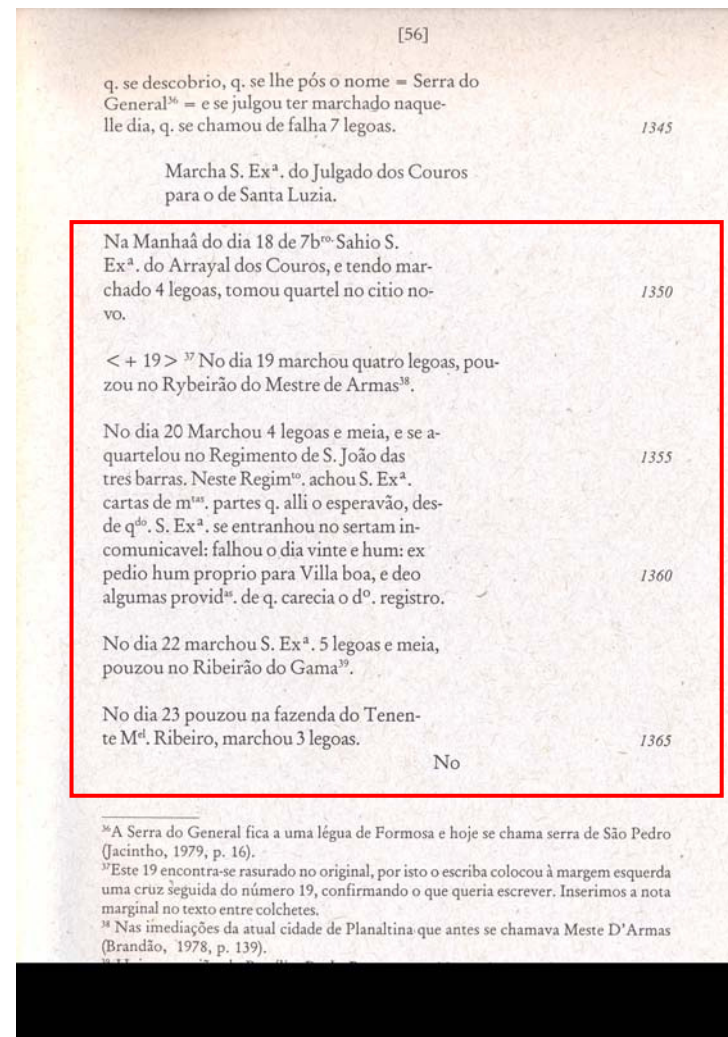 [56]
q. se descobrio, q. se lhe pós o nome = Serra do
General³⁶ = e se julgou ter marchado naque-
lle dia, q. se chamou de falha 7 legoas. 1345
Marcha S. Exª. do Julgado dos Couros
para o de Santa Luzia.
Na Manhaâ do dia 18 de 7bʳᵒ· Sahio S.
Exª. do Arrayal dos Couros, e tendo mar-
chado 4 legoas, tomou quartel no citio no- 1350
vo.
< + 19 > ³⁷ No dia 19 marchou quatro legoas, pou-
zou no Rybeirão do Mestre de Armas³⁸.
No dia 20 Marchou 4 legoas e meia, e se a-
quartelou no Regimento de S. João das 1355
tres barras. Neste Regimᵗᵒ. achou S. Exª.
cartas de mᵗᵃˢ. partes q. alli o esperavão, des-
de qᵈᵒ. S. Exª. se entranhou no sertam in-
comunicavel: falhou o dia vinte e hum: ex
pedio hum proprio para Villa boa, e deo 1360
algumas providᵃˢ. de q. carecia o dº. registro.
No dia 22 marchou S. Exª. 5 legoas e meia,
pouzou no Ribeirão do Gama³⁹.
No dia 23 pouzou na fazenda do Tenen-
te Mᵉˡ. Ribeiro, marchou 3 legoas. 1365
No
³⁶A Serra do General fica a uma légua de Formosa e hoje se chama serra de São Pedro
(Jacintho, 1979, p. 16).
³⁷Este 19 encontra-se rasurado no original, por isto o escriba colocou à margem esquerda
uma cruz seguida do número 19, confirmando o que queria escrever. Inserimos a nota
marginal no texto entre colchetes.
³⁸ Nas imediações da atual cidade de Planaltina que antes se chamava Meste D'Armas
(Brandão, 1978, p. 139).